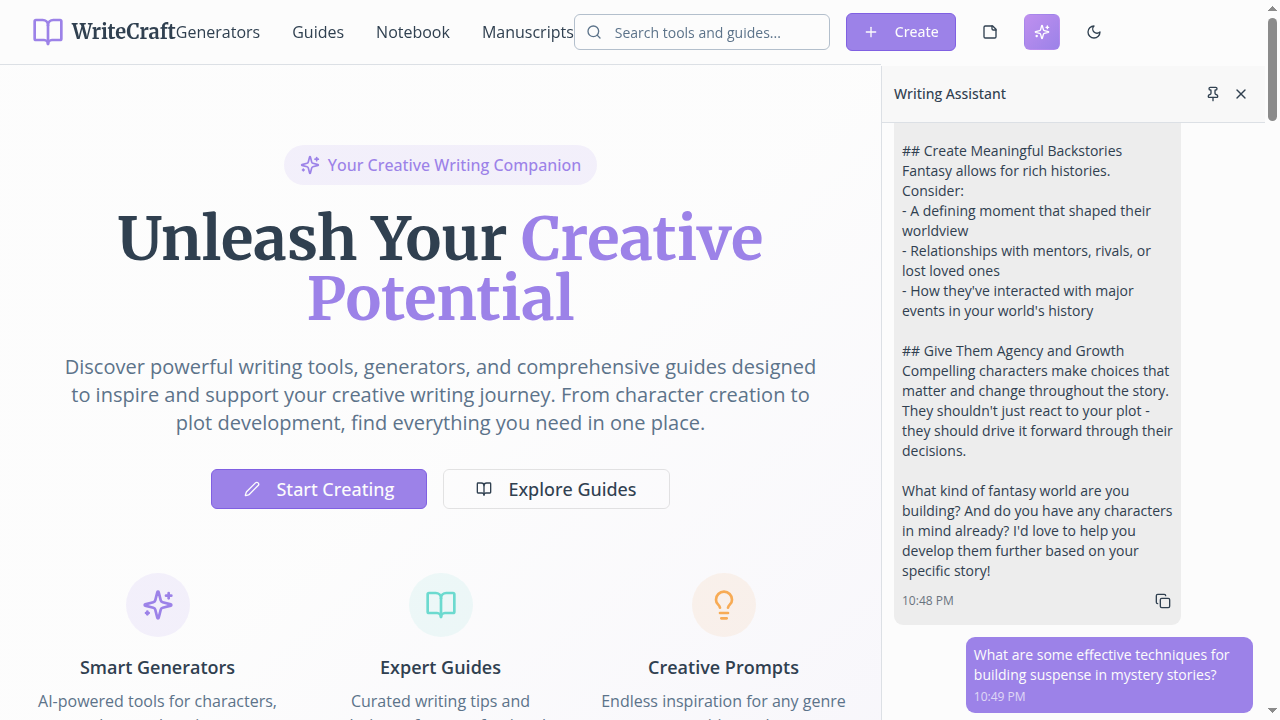 WriteCraft
Generators
Guides
Notebook
Manuscripts
Search tools and guides...
Create
Your Creative Writing Companion
Unleash Your Creative
Potential
Discover powerful writing tools, generators, and comprehensive guides designed
to inspire and support your creative writing journey. From character creation to
plot development, find everything you need in one place.
Start Creating
Explore Guides
Smart Generators
AI-powered tools for characters,
Expert Guides
Curated writing tips and
Creative Prompts
Endless inspiration for any genre
Writing Assistant
## Create Meaningful Backstories
Fantasy allows for rich histories.
Consider:
- A defining moment that shaped their
worldview
- Relationships with mentors, rivals, or
lost loved ones
- How they've interacted with major
events in your world's history
## Give Them Agency and Growth
Compelling characters make choices that
matter and change throughout the story.
They shouldn't just react to your plot -
they should drive it forward through their
decisions.
What kind of fantasy world are you
building? And do you have any characters
in mind already? I'd love to help you
develop them further based on your
specific story!
10:48 PM
What are some effective techniques for
building suspense in mystery stories?
10:49 PM